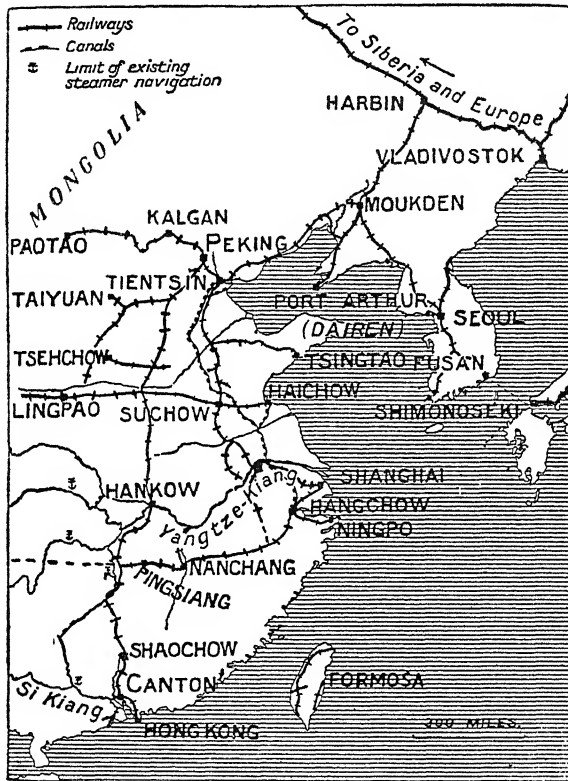 Railways
Canals
Limit of existing
steamer navigation
To Siberia and Europe
HARBIN
MONGOLIA
VLADIVOSTOK
MOUKDEN
KALGAN
PAOTAO
PEKING
TIENTSIN
TAIYUAN
PORT ARTHUR
(DAIREN)
SEOUL
TSEHCHOW
TSINGTAO
FUSAN
HAICHOW
LINGPAO
SUCHOW
SHIMONOSEKI
SHANGHAI
HANKOW
Yangtze-Kiang
HANGCHOW
NINGPO
NANCHANG
PINGSIANG
SHAOCHOW
CANTON
FORMOSA
Si Kiang
HONG KONG
300 MILES.